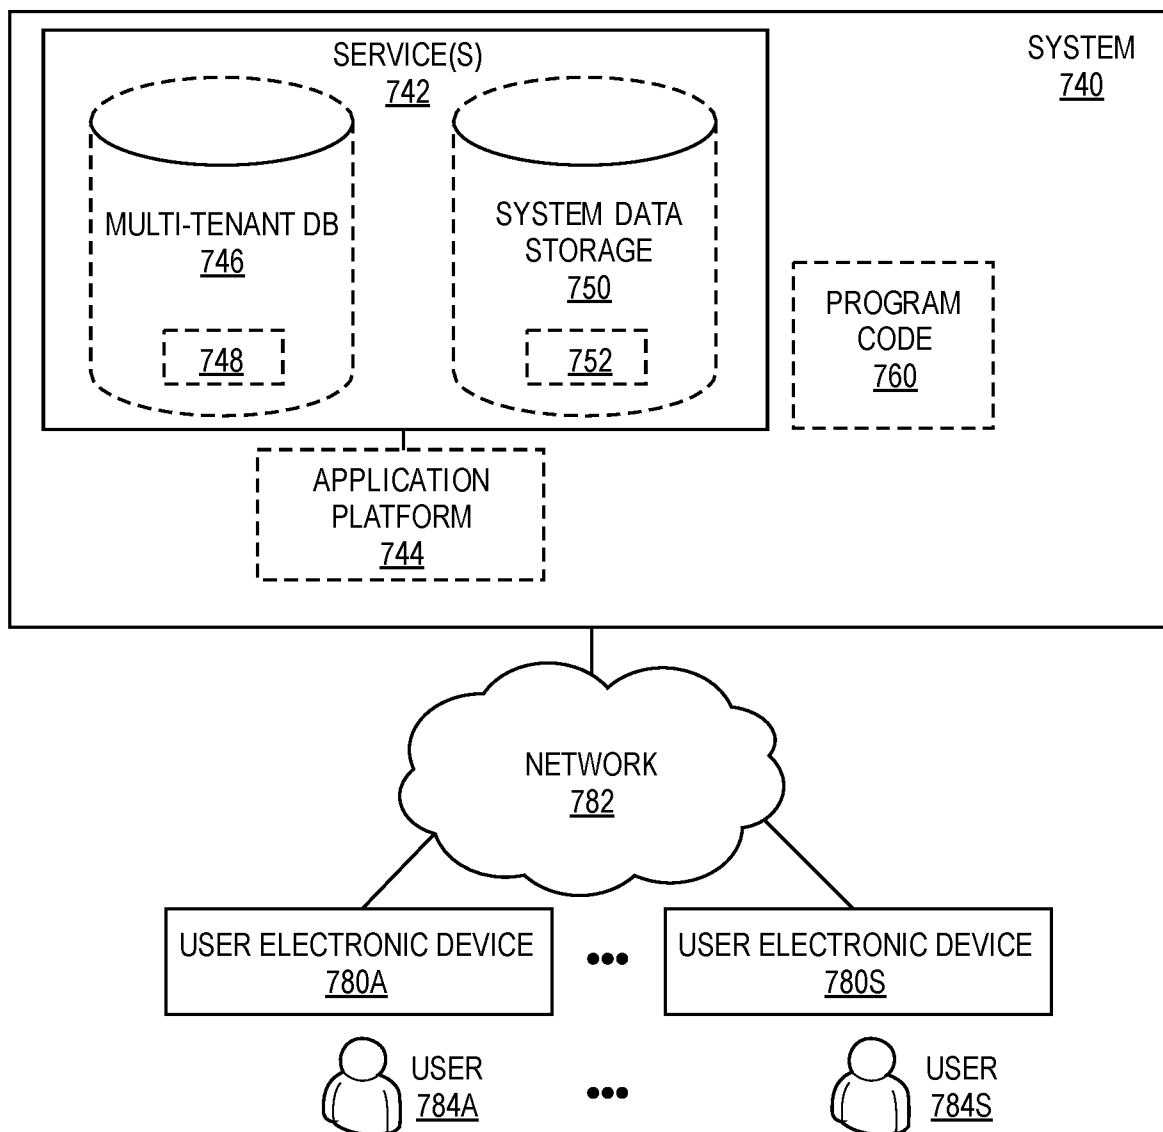 SERVICE(S)
742
SYSTEM
740
MULTI-TENANT DB
746
748
SYSTEM DATA
STORAGE
750
752
PROGRAM
CODE
760
APPLICATION
PLATFORM
744
NETWORK
782
USER ELECTRONIC DEVICE
780A
•••
USER ELECTRONIC DEVICE
780S
USER
784A
•••
USER
784S